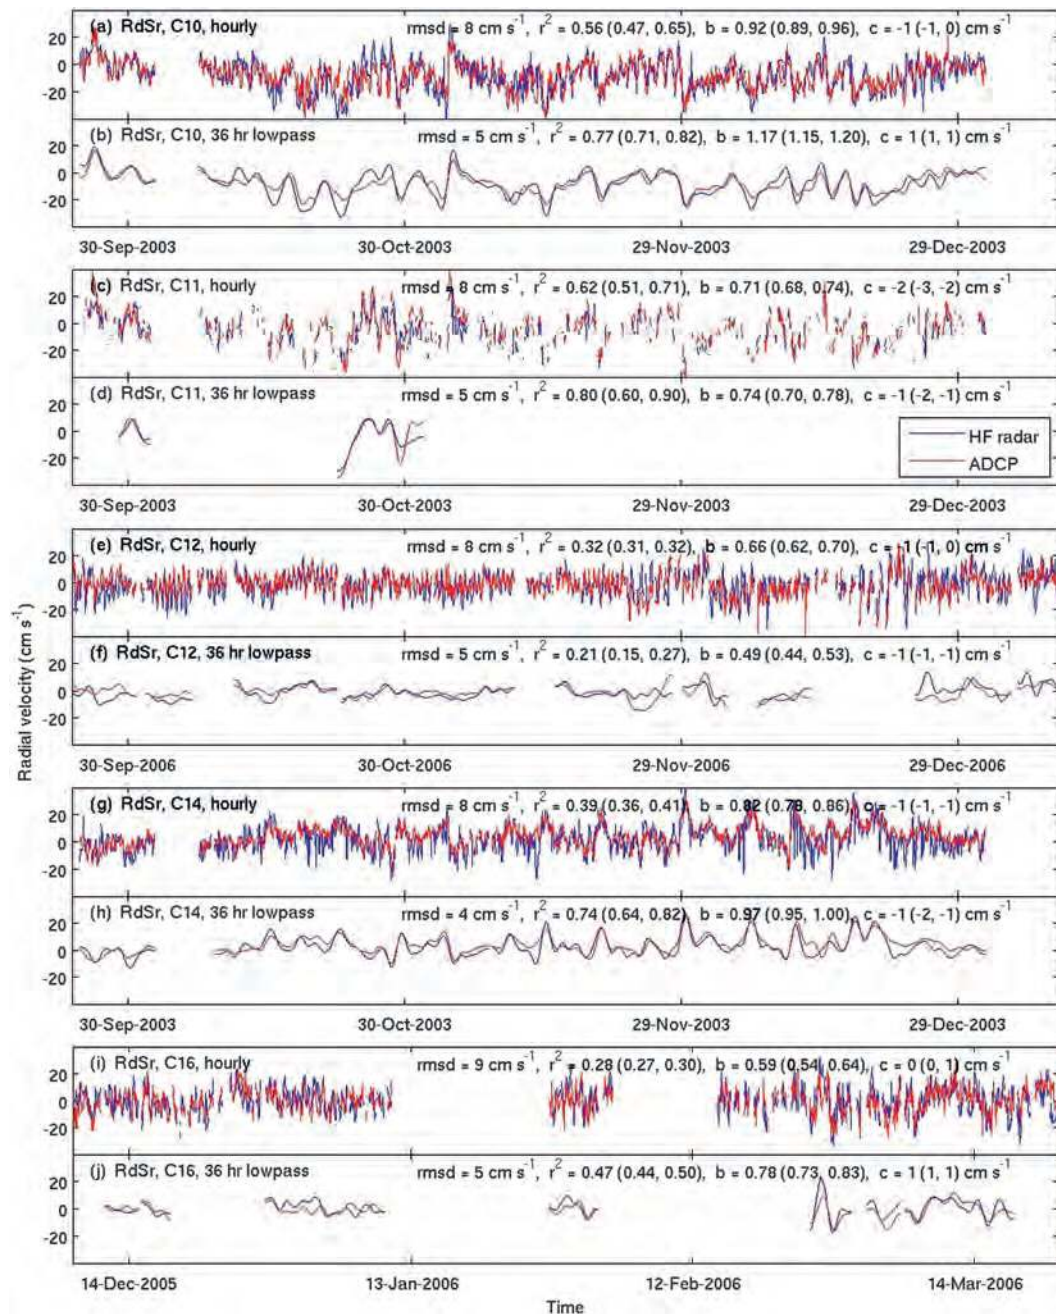 (a) RdSr, C10, hourly rmsd = 8 cm s⁻¹, r² = 0.56 (0.47, 0.65), b = 0.92 (0.89, 0.96), c = -1 (-1, 0) cm s⁻¹
20
0
-20
(b) RdSr, C10, 36 hr lowpass rmsd = 5 cm s⁻¹, r² = 0.77 (0.71, 0.82), b = 1.17 (1.15, 1.20), c = 1 (1, 1) cm s⁻¹
20
0
-20
30-Sep-2003 30-Oct-2003 29-Nov-2003 29-Dec-2003
(c) RdSr, C11, hourly rmsd = 8 cm s⁻¹, r² = 0.62 (0.51, 0.71), b = 0.71 (0.68, 0.74), c = -2 (-3, -2) cm s⁻¹
20
0
-20
(d) RdSr, C11, 36 hr lowpass rmsd = 5 cm s⁻¹, r² = 0.80 (0.60, 0.90), b = 0.74 (0.70, 0.78), c = -1 (-2, -1) cm s⁻¹
20
0
-20
HF radar
ADCP
30-Sep-2003 30-Oct-2003 29-Nov-2003 29-Dec-2003
(e) RdSr, C12, hourly rmsd = 8 cm s⁻¹, r² = 0.32 (0.31, 0.32), b = 0.66 (0.62, 0.70), c = -1 (-1, 0) cm s⁻¹
20
0
-20
(f) RdSr, C12, 36 hr lowpass rmsd = 5 cm s⁻¹, r² = 0.21 (0.15, 0.27), b = 0.49 (0.44, 0.53), c = -1 (-1, -1) cm s⁻¹
20
0
-20
Radial velocity (cm s⁻¹)
30-Sep-2006 30-Oct-2006 29-Nov-2006 29-Dec-2006
(g) RdSr, C14, hourly rmsd = 8 cm s⁻¹, r² = 0.39 (0.36, 0.41), b = 0.82 (0.78, 0.86), c = -1 (-1, -1) cm s⁻¹
20
0
-20
(h) RdSr, C14, 36 hr lowpass rmsd = 4 cm s⁻¹, r² = 0.74 (0.64, 0.82), b = 0.97 (0.95, 1.00), c = -1 (-2, -1) cm s⁻¹
20
0
-20
30-Sep-2003 30-Oct-2003 29-Nov-2003 29-Dec-2003
(i) RdSr, C16, hourly rmsd = 9 cm s⁻¹, r² = 0.28 (0.27, 0.30), b = 0.59 (0.54, 0.64), c = 0 (0, 1) cm s⁻¹
20
0
-20
(j) RdSr, C16, 36 hr lowpass rmsd = 5 cm s⁻¹, r² = 0.47 (0.44, 0.50), b = 0.78 (0.73, 0.83), c = 1 (1, 1) cm s⁻¹
20
0
-20
14-Dec-2005 13-Jan-2006 12-Feb-2006 14-Mar-2006
Time